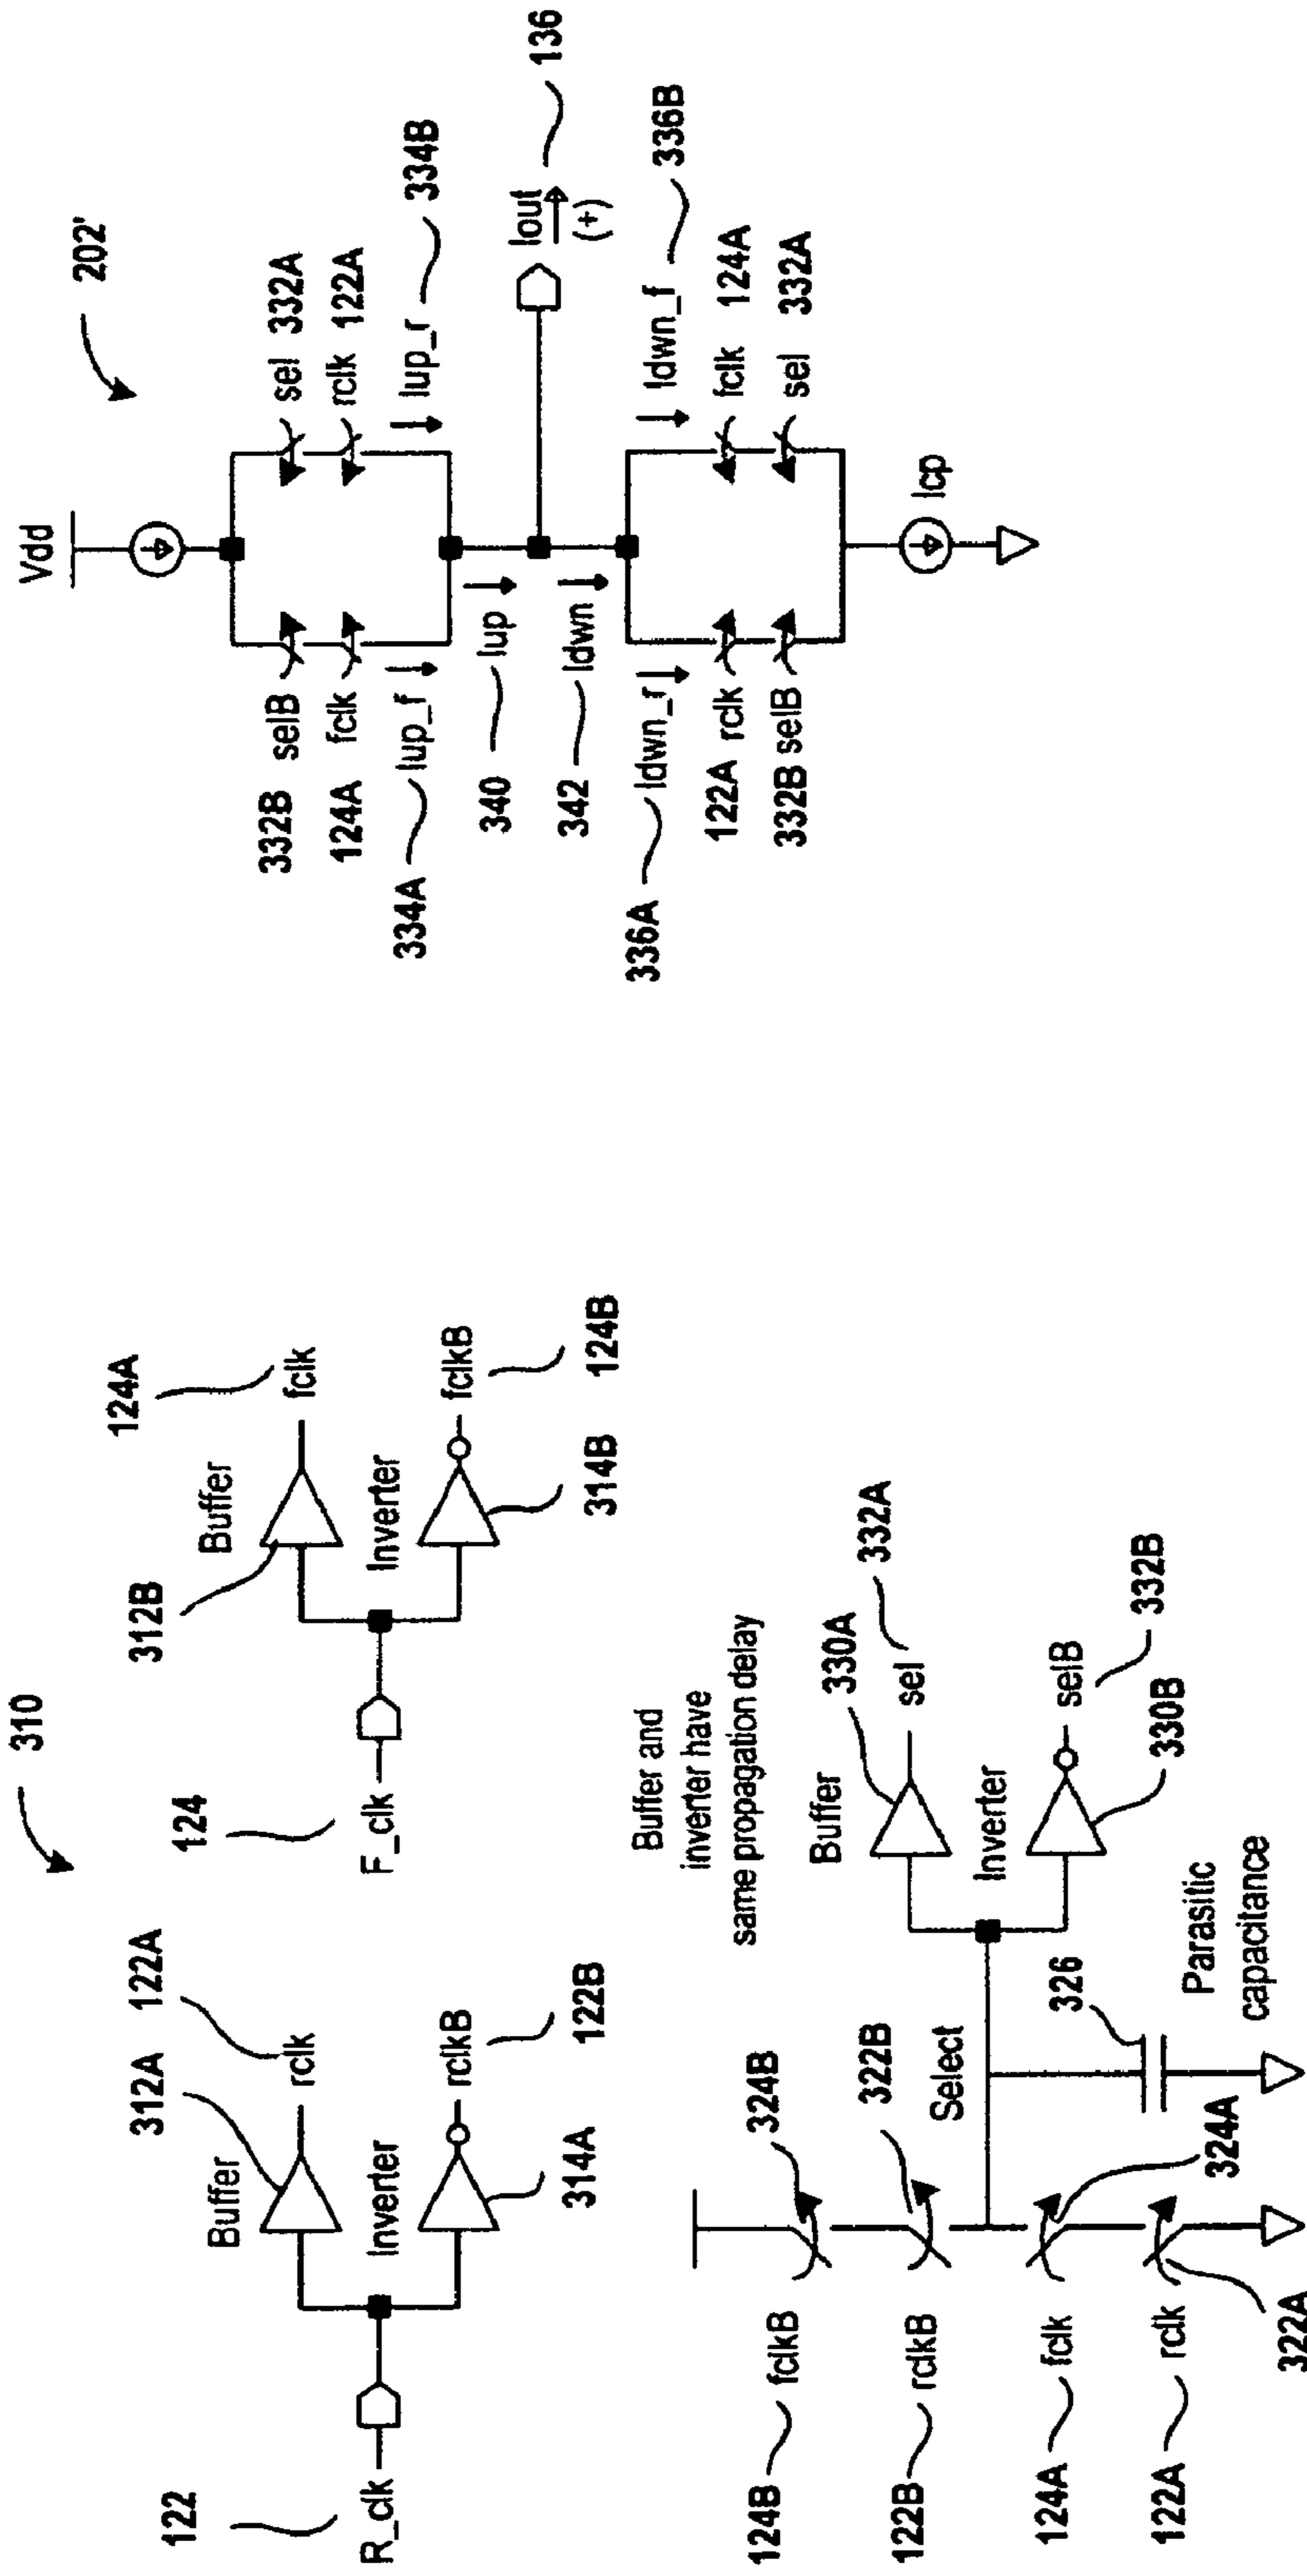 310
122
R_clk
Buffer
312A
122A
rclk
Inverter
rclkB
122B
314A
124
F_clk
Buffer
312B
124A
fclk
Inverter
fclkB
124B
314B
124B
fclkB
324B
122B
rclkB
322B
124A
fclk
324A
122A
rclk
322A
Select
326
Parasitic
capacitance
Buffer and
inverter have
same propagation delay
Buffer
330A
332A
sel
Inverter
selB
332B
330B
202'
Vdd
332B
selB
sel
332A
124A
fclk
rclk
122A
334A
Iup_f
Iup_r
334B
340
Iup
Iout
(+)
136
342
Idwn
336A
Idwn_r
Idwn_f
336B
122A
rclk
fclk
124A
332B
selB
sel
332A
Icp